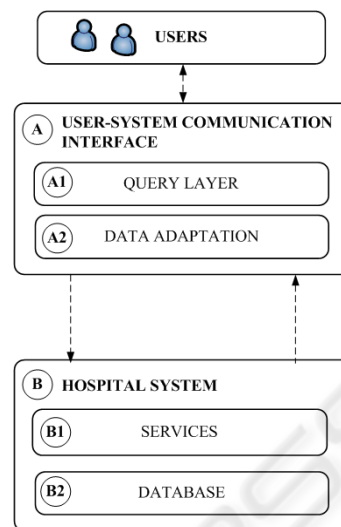 USERS
A USER-SYSTEM COMMUNICATION
INTERFACE
A1 QUERY LAYER
A2 DATA ADAPTATION
B HOSPITAL SYSTEM
B1 SERVICES
B2 DATABASE